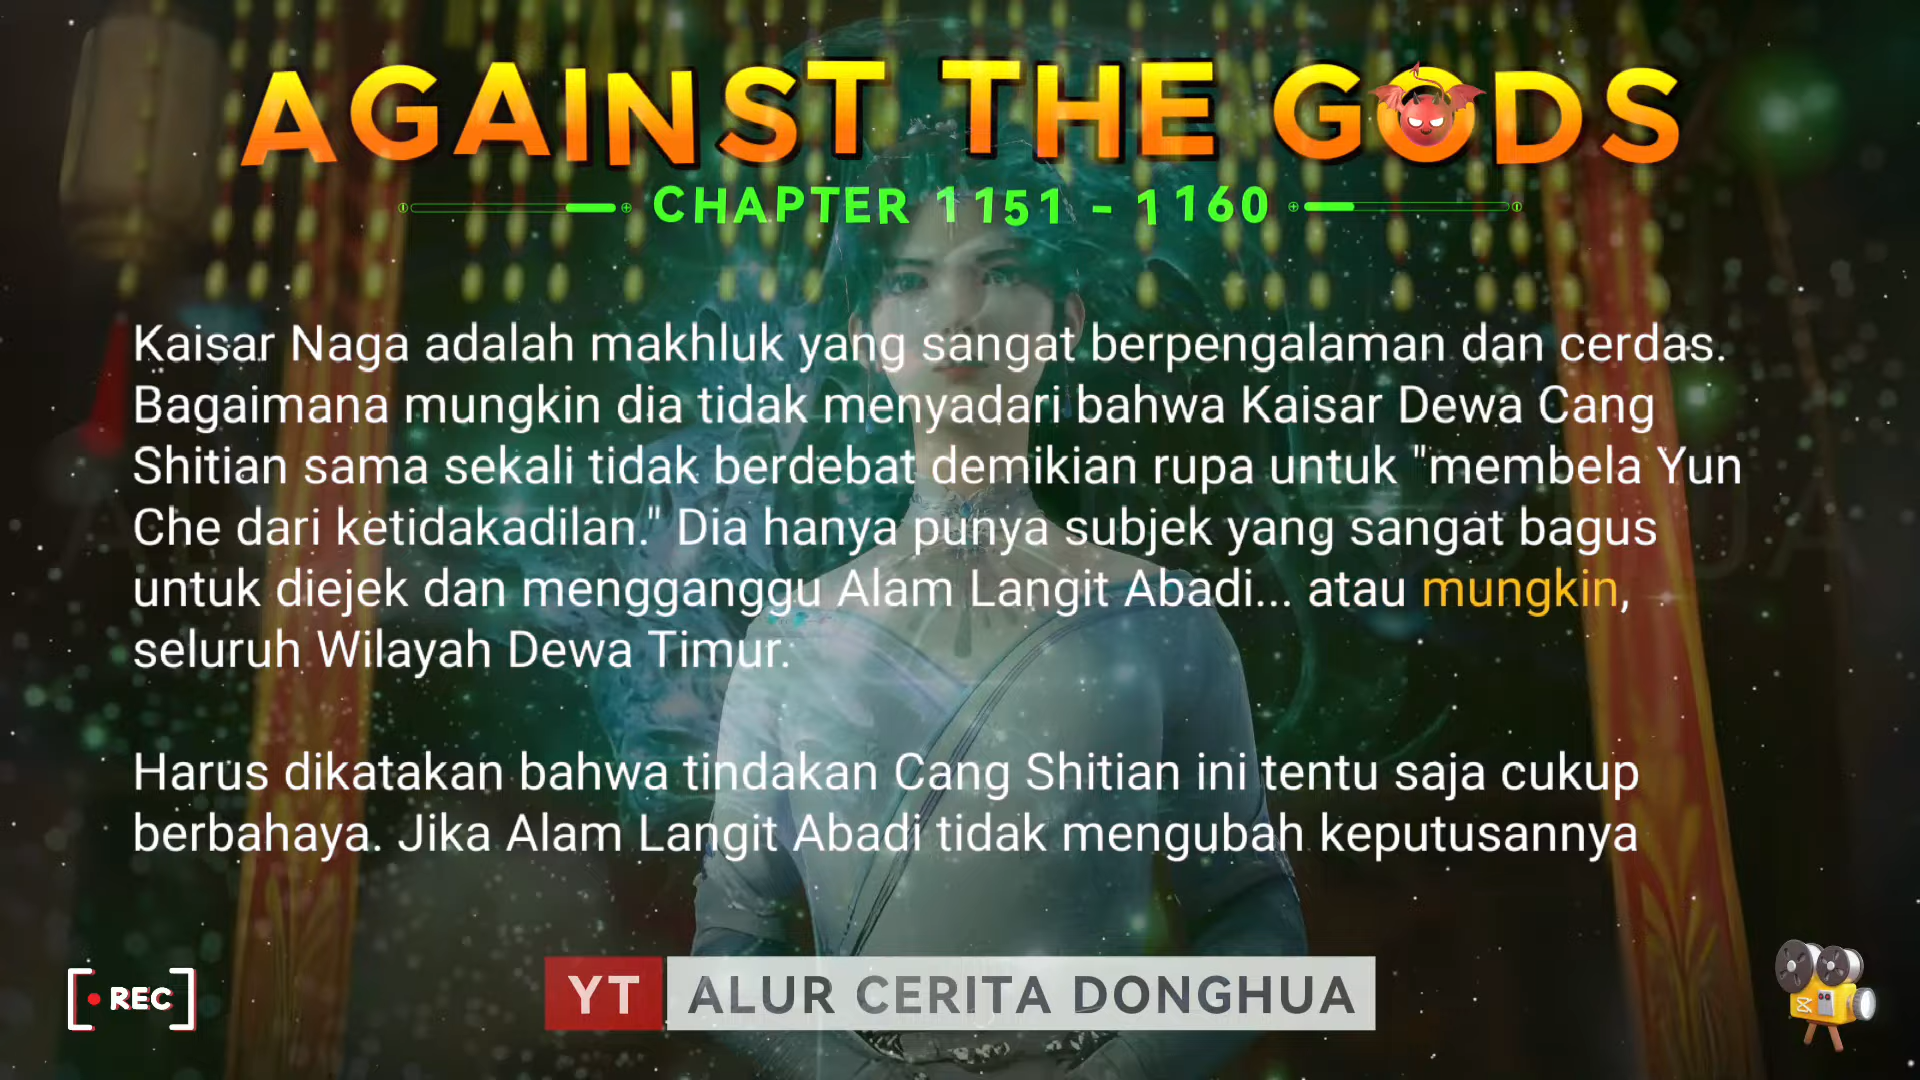 AGAINST THE GODS
CHAPTER 1151 - 1160
Kaisar Naga adalah makhluk yang sangat berpengalaman dan cerdas.
Bagaimana mungkin dia tidak menyadari bahwa Kaisar Dewa Cang
Shitian sama sekali tidak berdebat demikian rupa untuk "membela Yun
Che dari ketidakadilan." Dia hanya punya subjek yang sangat bagus
untuk diejek dan mengganggu Alam Langit Abadi... atau mungkin,
seluruh Wilayah Dewa Timur.
Harus dikatakan bahwa tindakan Cang Shitian ini tentu saja cukup
berbahaya. Jika Alam Langit Abadi tidak mengubah keputusannya
REC
YT ALUR CERITA DONGHUA